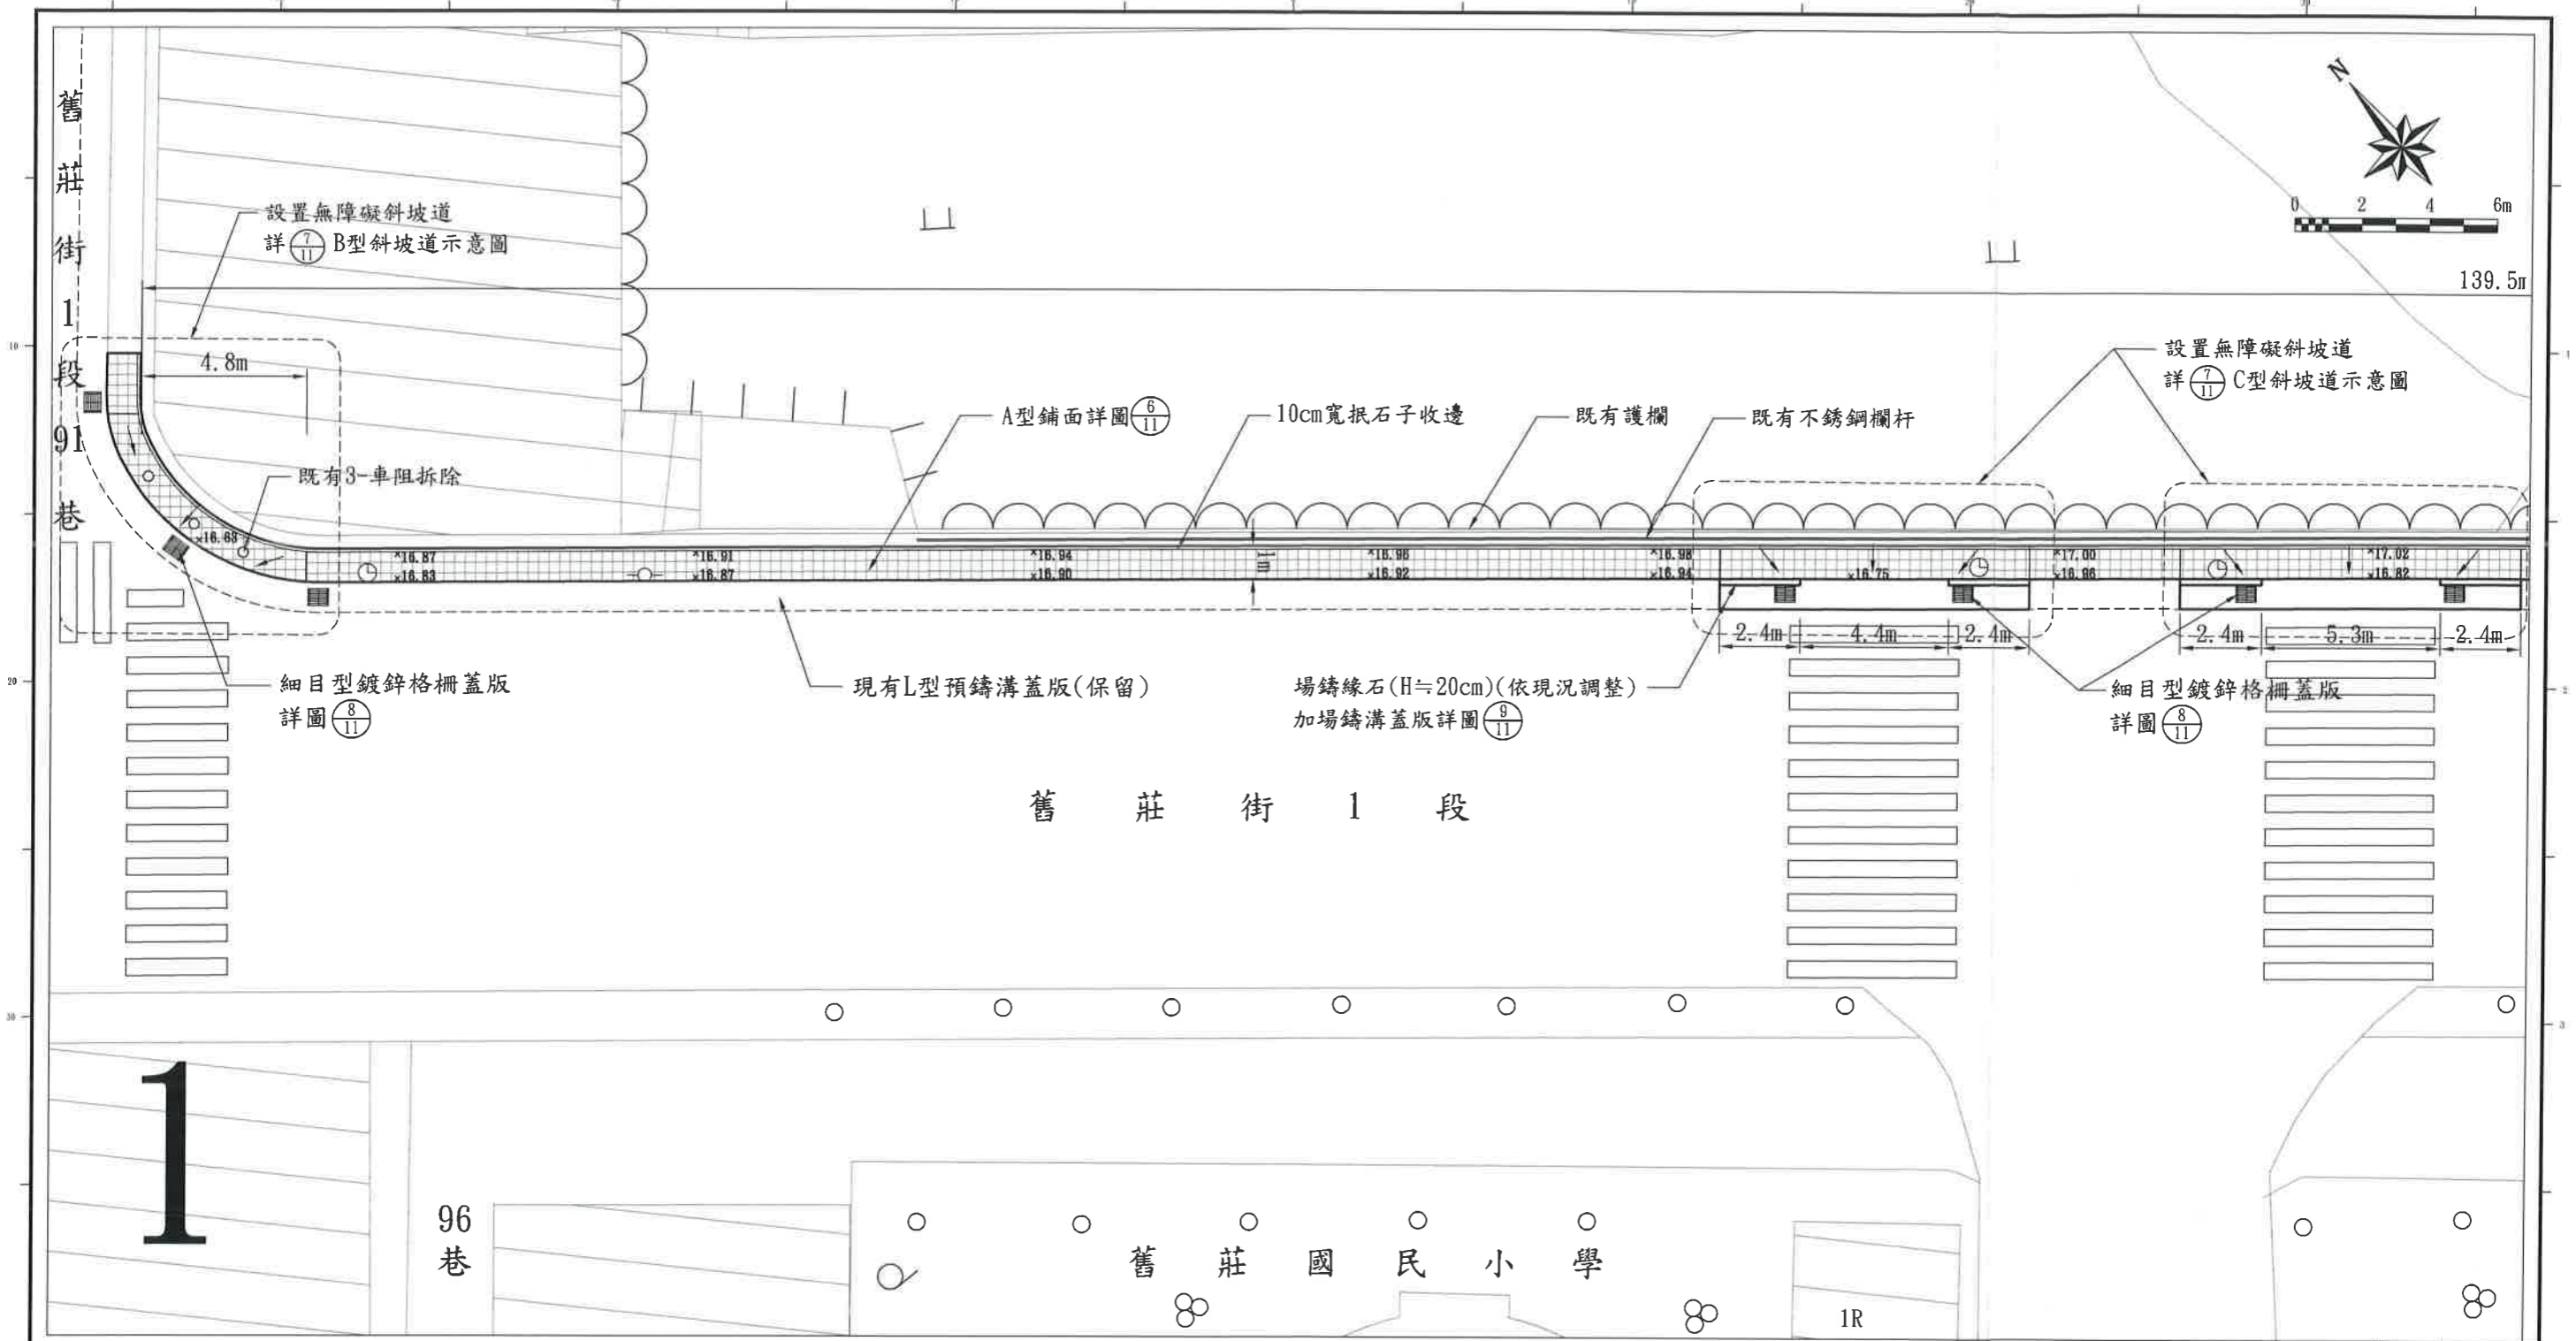 舊莊街1段91巷
設置無障礙斜坡道
詳 7/11 B型斜坡道示意圖
4.8m
既有3-車阻拆除
N
0 2 4 6m
139.5m
A型鋪面詳圖 6/11
10cm寬抿石子收邊
既有護欄
既有不銹鋼欄杆
設置無障礙斜坡道
詳 7/11 C型斜坡道示意圖
×16.63
×16.87
×16.83
×16.91
×16.87
×16.94
×16.90
1m
×16.96
×16.92
×16.98
×16.94
×16.75
×17.00
×16.96
×17.02
×16.82
2.4m 4.4m 2.4m
2.4m 5.3m 2.4m
細目型鍍鋅格柵蓋版
詳圖 8/11
現有L型預鑄溝蓋版(保留)
場鑄緣石(H≒20cm)(依現況調整)
加場鑄溝蓋版詳圖 9/11
細目型鍍鋅格柵蓋版
詳圖 8/11
舊莊街1段
1
96
巷
舊莊國民小學
1R
10
20
30